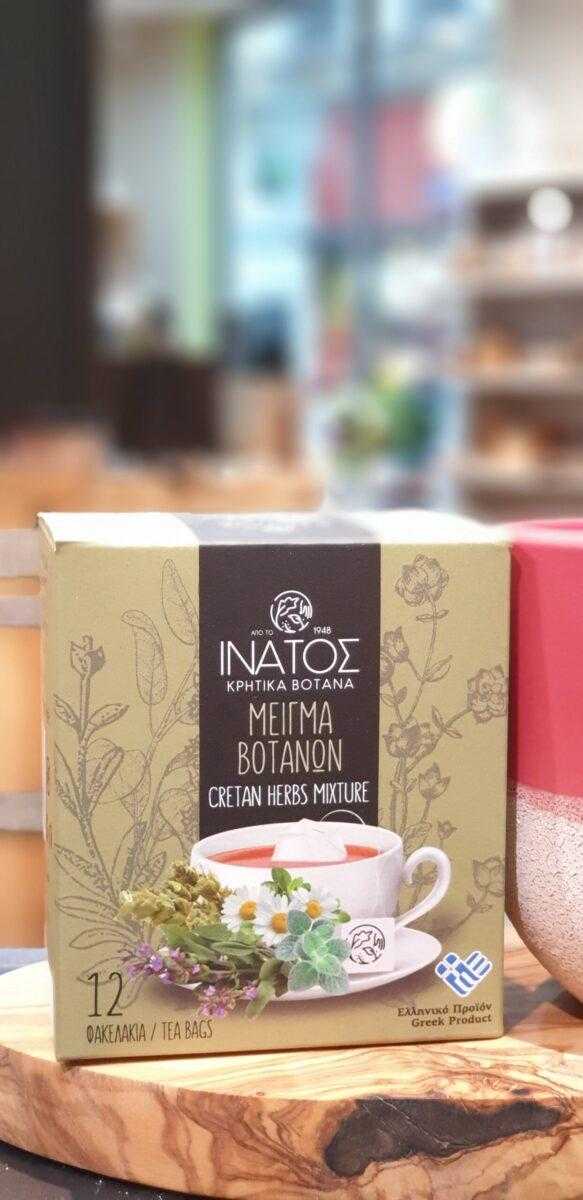 ΑΠΟ ΤΟ 1948
ΙΝΑΤΟΣ
ΚΡΗΤΙΚΑ ΒΟΤΑΝΑ
ΜΕΙΓΜΑ
ΒΟΤΑΝΩΝ
CRETAN HERBS MIXTURE
12
ΦΑΚΕΛΑΚΙΑ / TEA BAGS
Ελληνικό Προϊόν
Greek Product